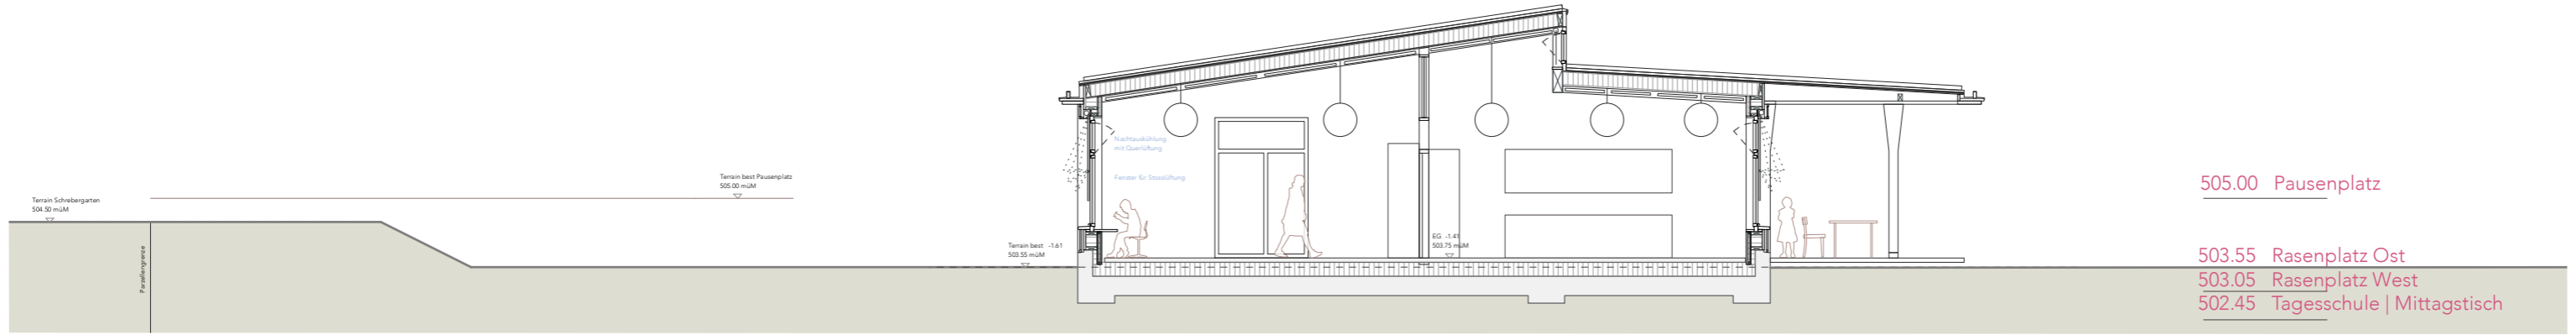 Terrain Schrebergarten
504.50 müM
Parzellengrenze
Terrain best Pausenplatz
505.00 müM
Terrain best -1.61
503.55 müM
Nachtauskühlung
mit Querlüftung
Fenster für Stosslüftung
EG -1.41
503.75 müM
505.00 Pausenplatz
503.55 Rasenplatz Ost
503.05 Rasenplatz West
502.45 Tagesschule | Mittagstisch